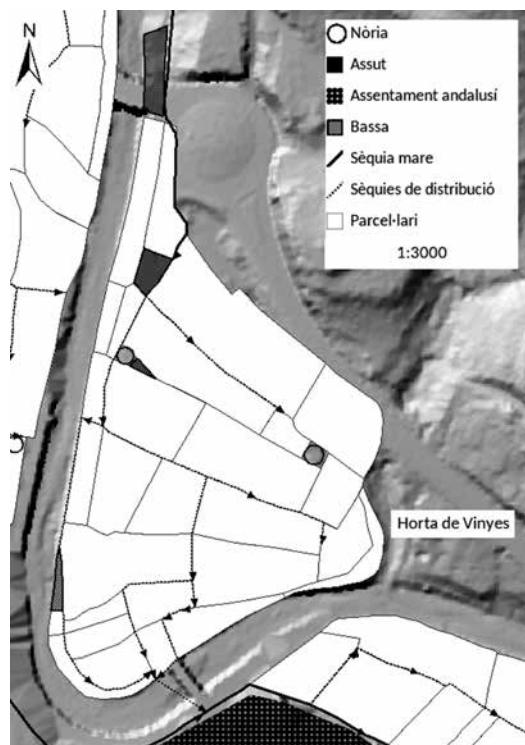 N
Nòria
Assut
Assentament andalusí
Bassa
Sèquia mare
Sèquies de distribució
Parcel·lari
1:3000
Horta de Vinyes